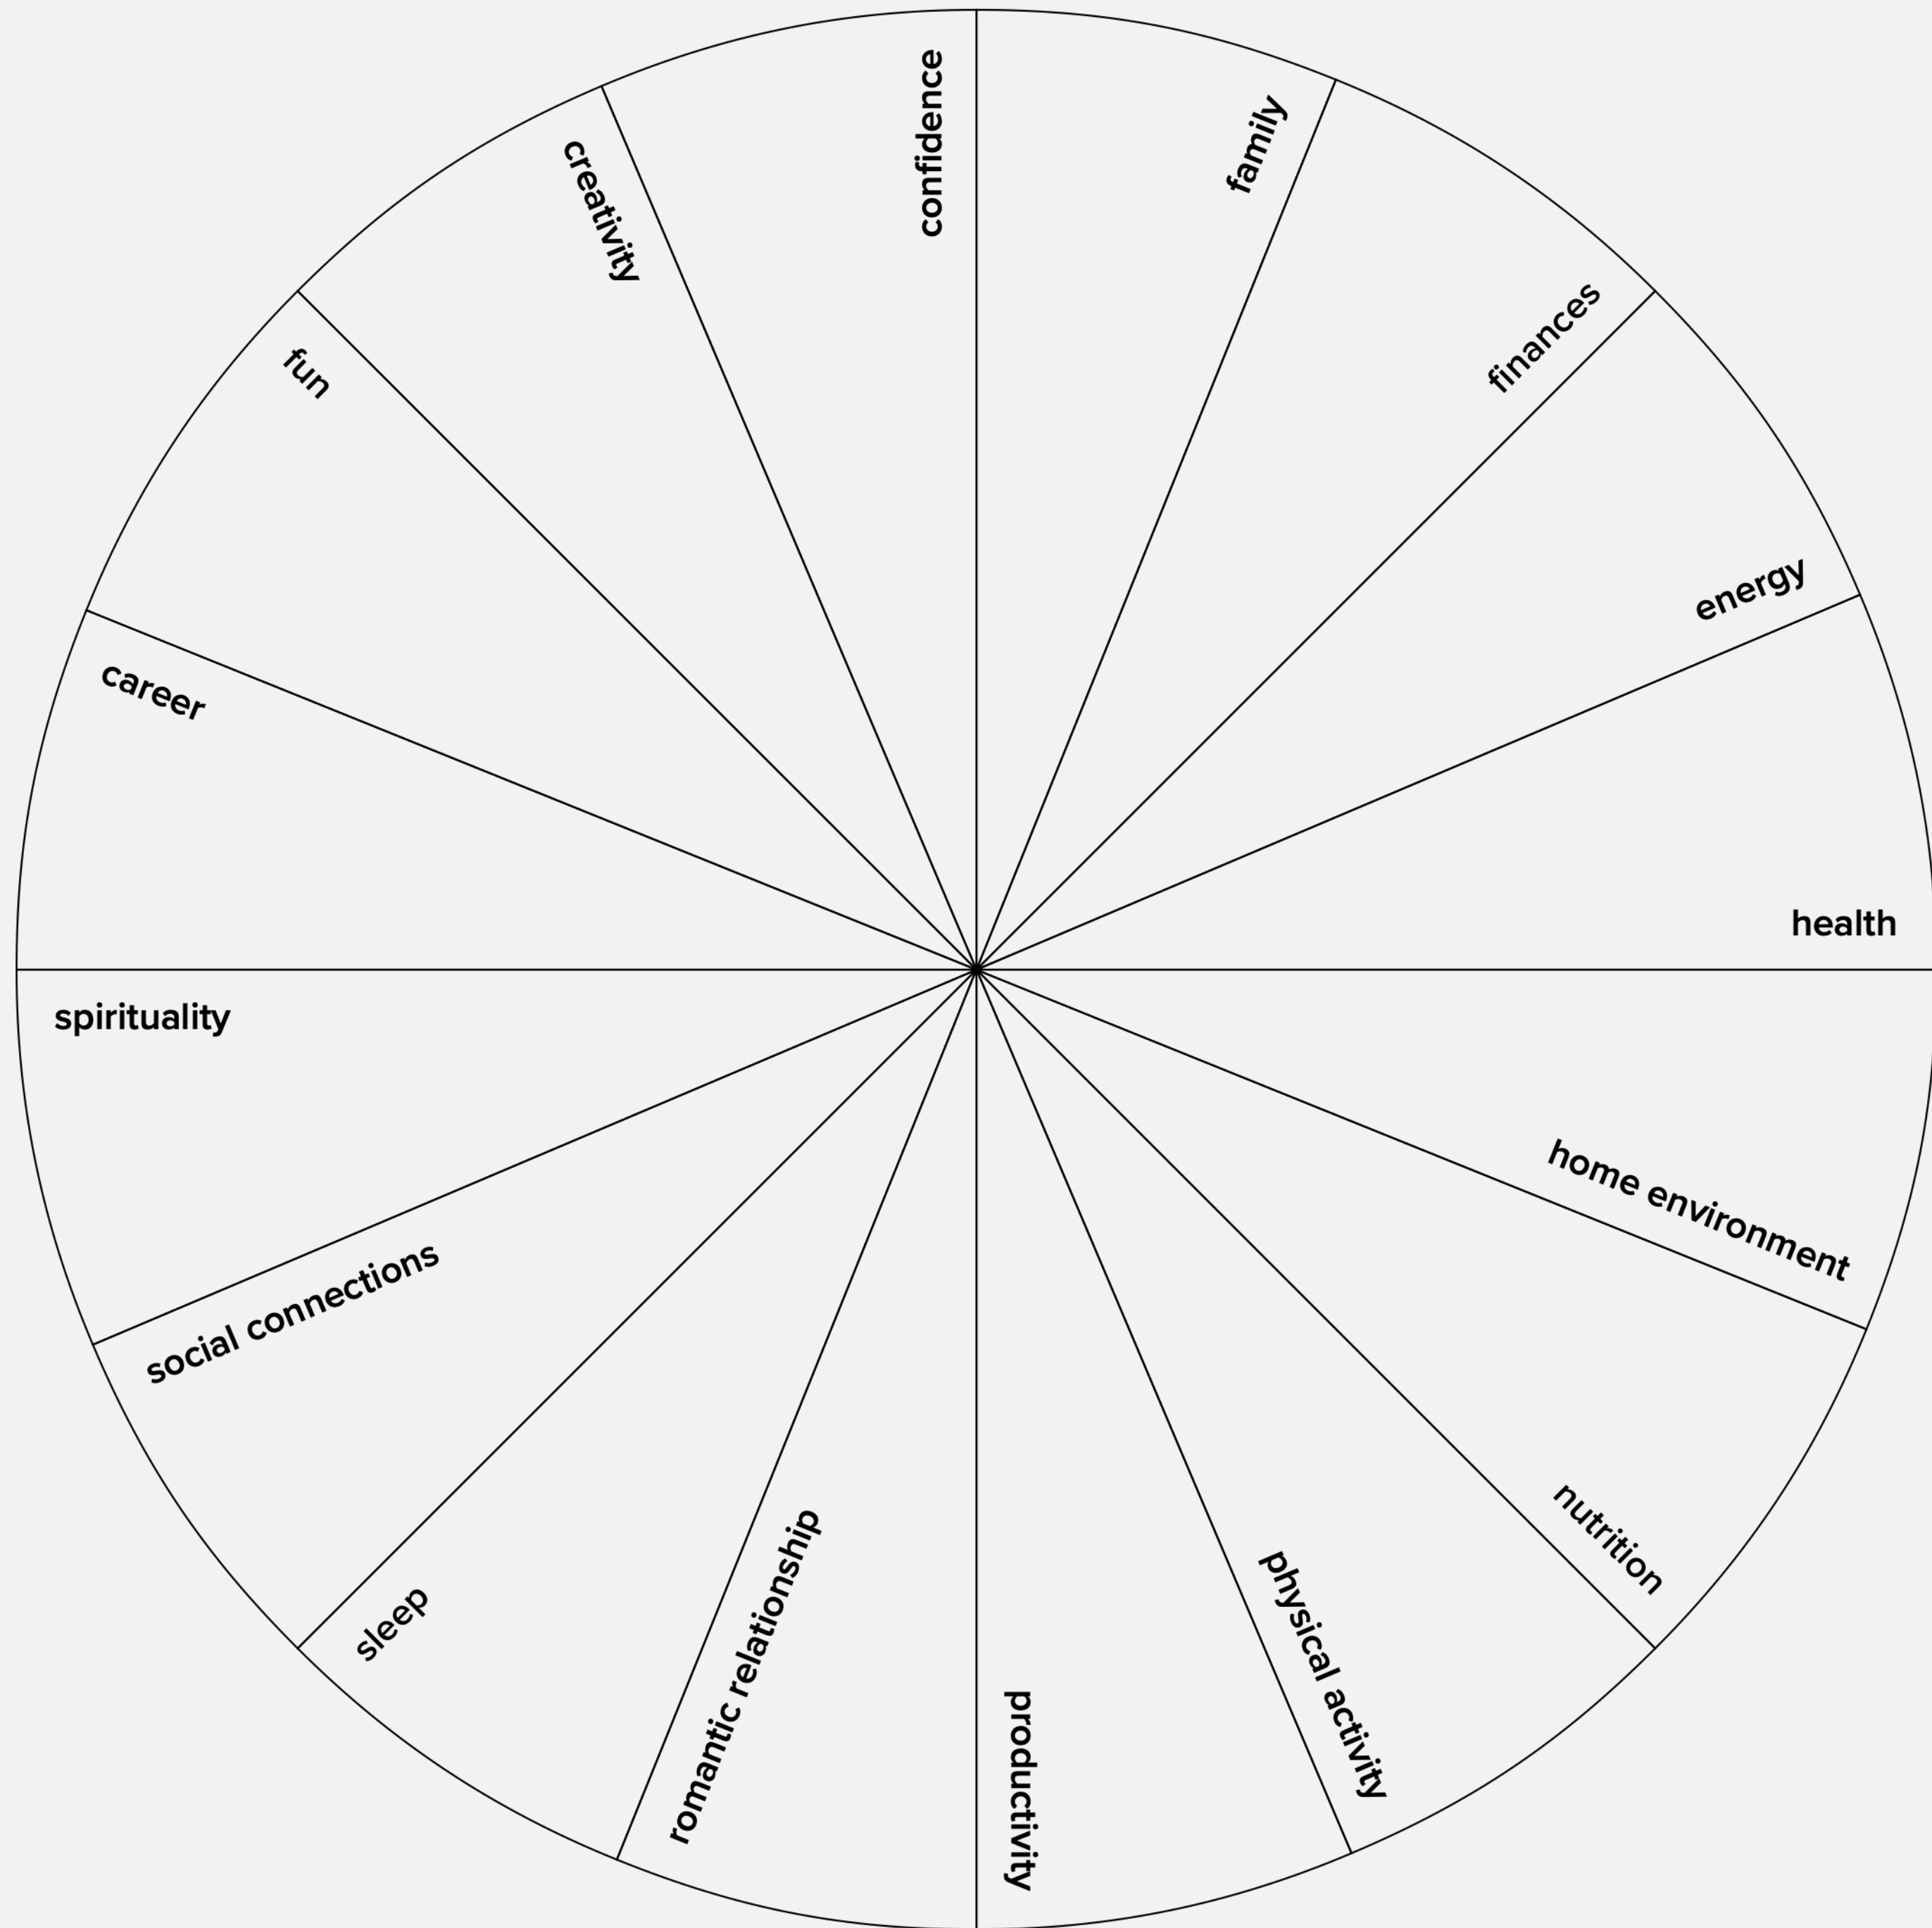 confidence
family
finances
energy
health
home environment
nutrition
physical activity
productivity
romantic relationship
sleep
social connections
spirituality
career
fun
creativity